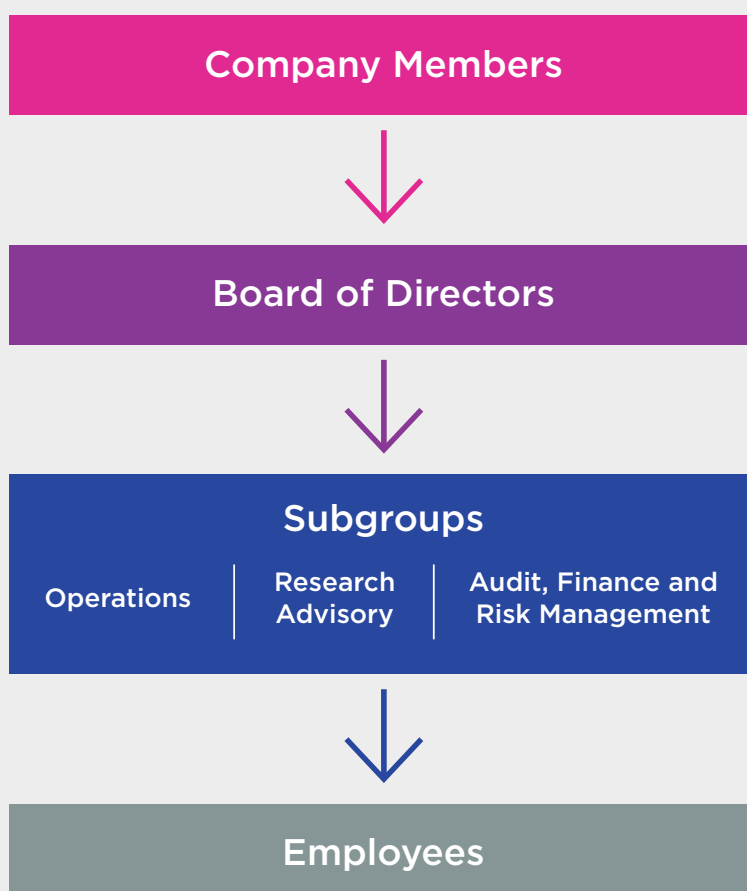 Company Members
Board of Directors
Subgroups
Operations
Research
Advisory
Audit, Finance and
Risk Management
Employees